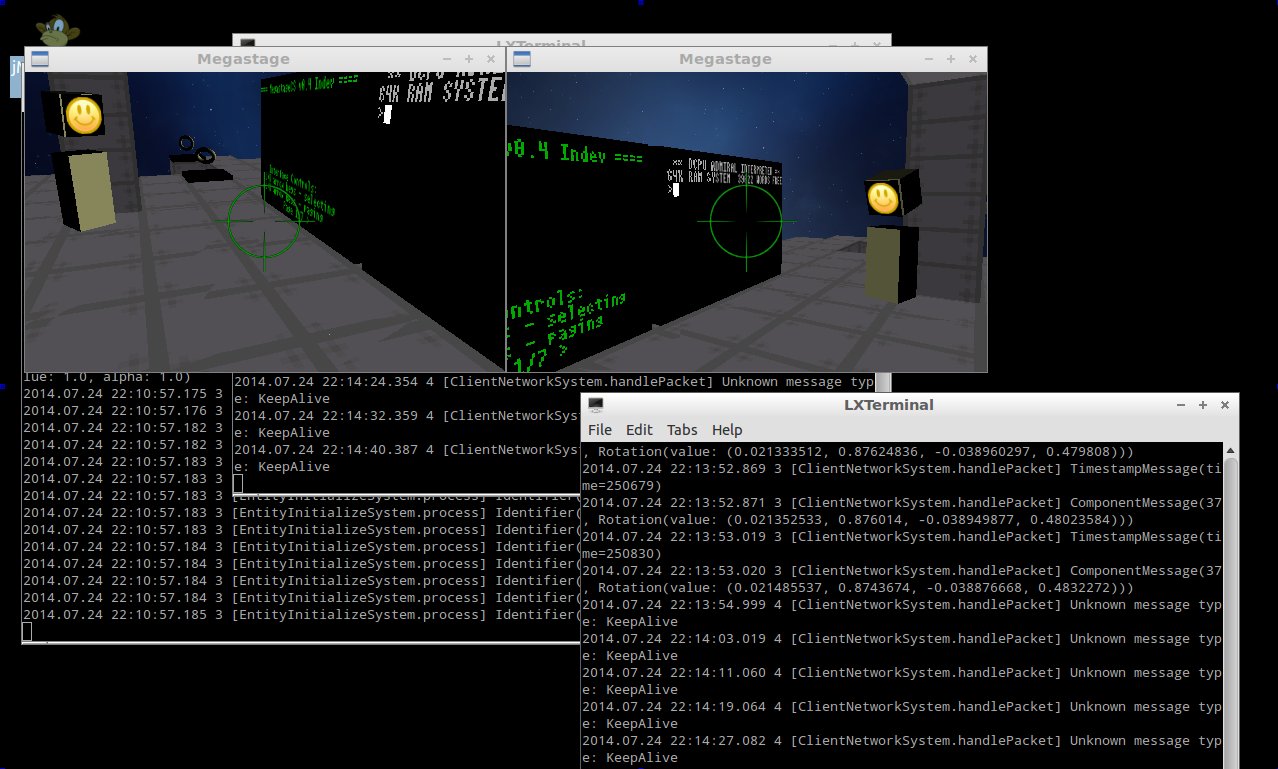 jM
LXTerminal
Megastage
v0.4 Indev ====
** DCPU ADMI
64K RAM SYSTEM
>
Intermed Controls:
- selecting
- paging
Megastage
v0.4 Indev ====
** DCPU ADMIRAL INTERPRETER **
64K RAM SYSTEM 39022 WORDS FREE
>
ontrols:
- selecting
- paging
1/7 ?
lue: 1.0, alpha: 1.0)
2014.07.24 22:10:57.175 3
2014.07.24 22:10:57.176 3
2014.07.24 22:10:57.182 3
2014.07.24 22:10:57.182 3
2014.07.24 22:10:57.183 3
2014.07.24 22:10:57.183 3
2014.07.24 22:10:57.183 3 [EntityInitializeSystem.process] Identifier(
2014.07.24 22:10:57.183 3 [EntityInitializeSystem.process] Identifier(
2014.07.24 22:10:57.183 3 [EntityInitializeSystem.process] Identifier(
2014.07.24 22:10:57.184 3 [EntityInitializeSystem.process] Identifier(
2014.07.24 22:10:57.184 3 [EntityInitializeSystem.process] Identifier(
2014.07.24 22:10:57.184 3 [EntityInitializeSystem.process] Identifier(
2014.07.24 22:10:57.184 3 [EntityInitializeSystem.process] Identifier(
2014.07.24 22:10:57.185 3 [EntityInitializeSystem.process] Identifier(
2014.07.24 22:14:24.354 4 [ClientNetworkSystem.handlePacket] Unknown message typ
e: KeepAlive
2014.07.24 22:14:32.359 4 [ClientNetworkSys
e: KeepAlive
2014.07.24 22:14:40.387 4 [ClientNetworkSys
e: KeepAlive
LXTerminal
File Edit Tabs Help
, Rotation(value: (0.021333512, 0.87624836, -0.038960297, 0.479808)))
2014.07.24 22:13:52.869 3 [ClientNetworkSystem.handlePacket] TimestampMessage(ti
me=250679)
2014.07.24 22:13:52.871 3 [ClientNetworkSystem.handlePacket] ComponentMessage(37
, Rotation(value: (0.021352533, 0.876014, -0.038949877, 0.48023584)))
2014.07.24 22:13:53.019 3 [ClientNetworkSystem.handlePacket] TimestampMessage(ti
me=250830)
2014.07.24 22:13:53.020 3 [ClientNetworkSystem.handlePacket] ComponentMessage(37
, Rotation(value: (0.021485537, 0.8743674, -0.038876668, 0.4832272)))
2014.07.24 22:13:54.999 4 [ClientNetworkSystem.handlePacket] Unknown message typ
e: KeepAlive
2014.07.24 22:14:03.019 4 [ClientNetworkSystem.handlePacket] Unknown message typ
e: KeepAlive
2014.07.24 22:14:11.060 4 [ClientNetworkSystem.handlePacket] Unknown message typ
e: KeepAlive
2014.07.24 22:14:19.064 4 [ClientNetworkSystem.handlePacket] Unknown message typ
e: KeepAlive
2014.07.24 22:14:27.082 4 [ClientNetworkSystem.handlePacket] Unknown message typ
e: KeepAlive